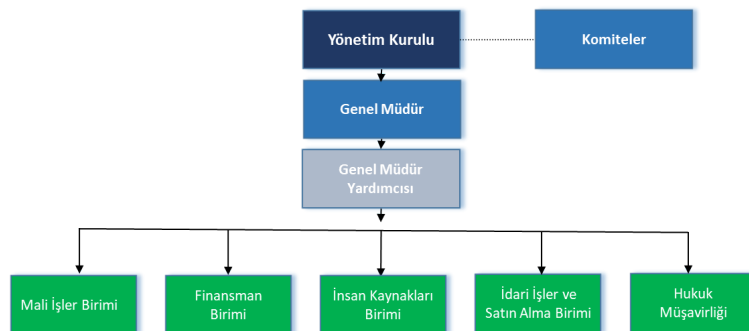 Yönetim Kurulu
Komiteler
Genel Müdür
Genel Müdür
Yardımcısı
Mali İşler Birimi
Finansman
Birimi
İnsan Kaynakları
Birimi
İdari İşler ve
Satın Alma Birimi
Hukuk
Müşavirliği